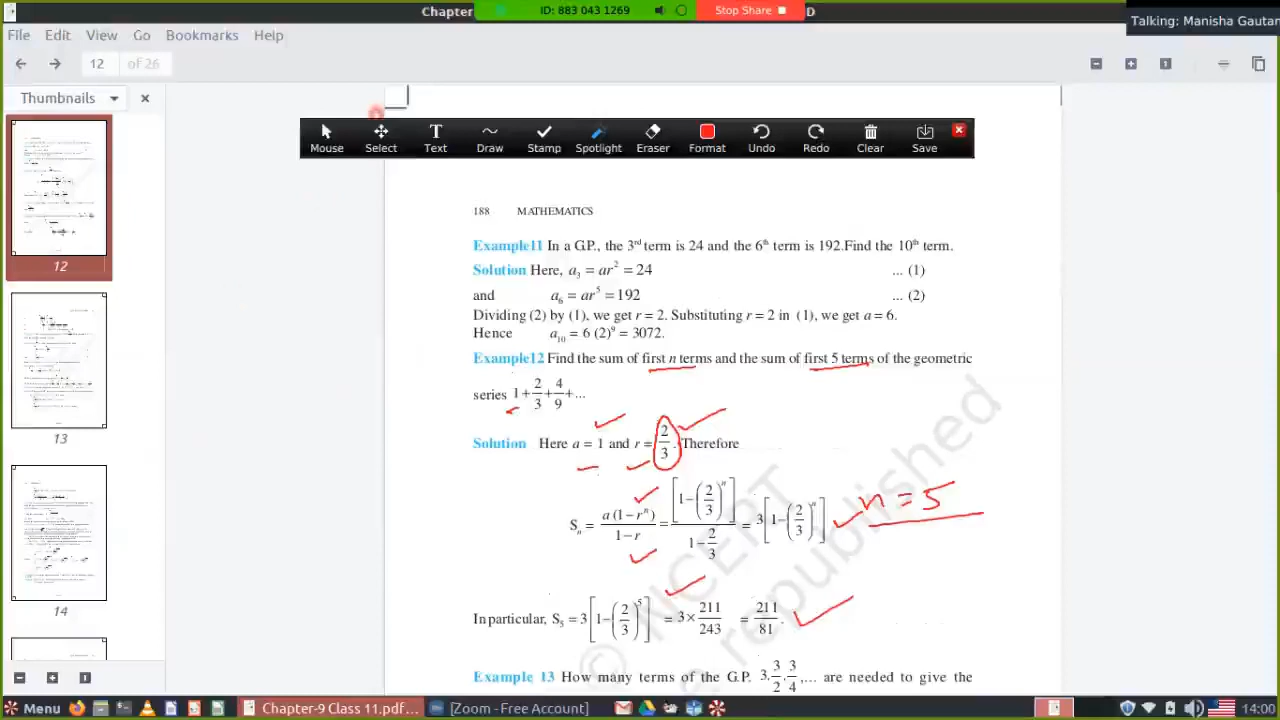 Chapter
ID: 883 043 1269
Stop Share
D
Talking: Manisha Gautan
File Edit View Go Bookmarks Help
12 of 26
Thumbnails
Mouse Select Text Draw Stamp Spotlight Eraser Format Undo Redo Clear Save
12
13
14
188 MATHEMATICS
Example11 In a G.P., the 3rd term is 24 and the 6th term is 192.Find the 10th term.
Solution Here, a₃ = ar² = 24 ... (1)
and a₆ = ar⁵ = 192 ... (2)
Dividing (2) by (1), we get r = 2. Substituting r = 2 in (1), we get a = 6.
Hence a₁₀ = 6 (2)⁹ = 3072.
Example12 Find the sum of first n terms and the sum of first 5 terms of the geometric
series 1 + 2/3 + 4/9 + ...
Solution Here a = 1 and r = 2/3. Therefore
Sₙ = a(1 − rⁿ)/(1 − r) = [1 − (2/3)ⁿ]/(1 − 2/3) = 3[1 − (2/3)ⁿ] n = 5
In particular, S₅ = 3[1 − (2/3)⁵] = 3 × 211/243 = 211/81.
Example 13 How many terms of the G.P. 3, 3/2, 3/4,... are needed to give the
© NCERT
republished
Menu Chapter-9 Class 11.pdf... [Zoom - Free Account] 14:00